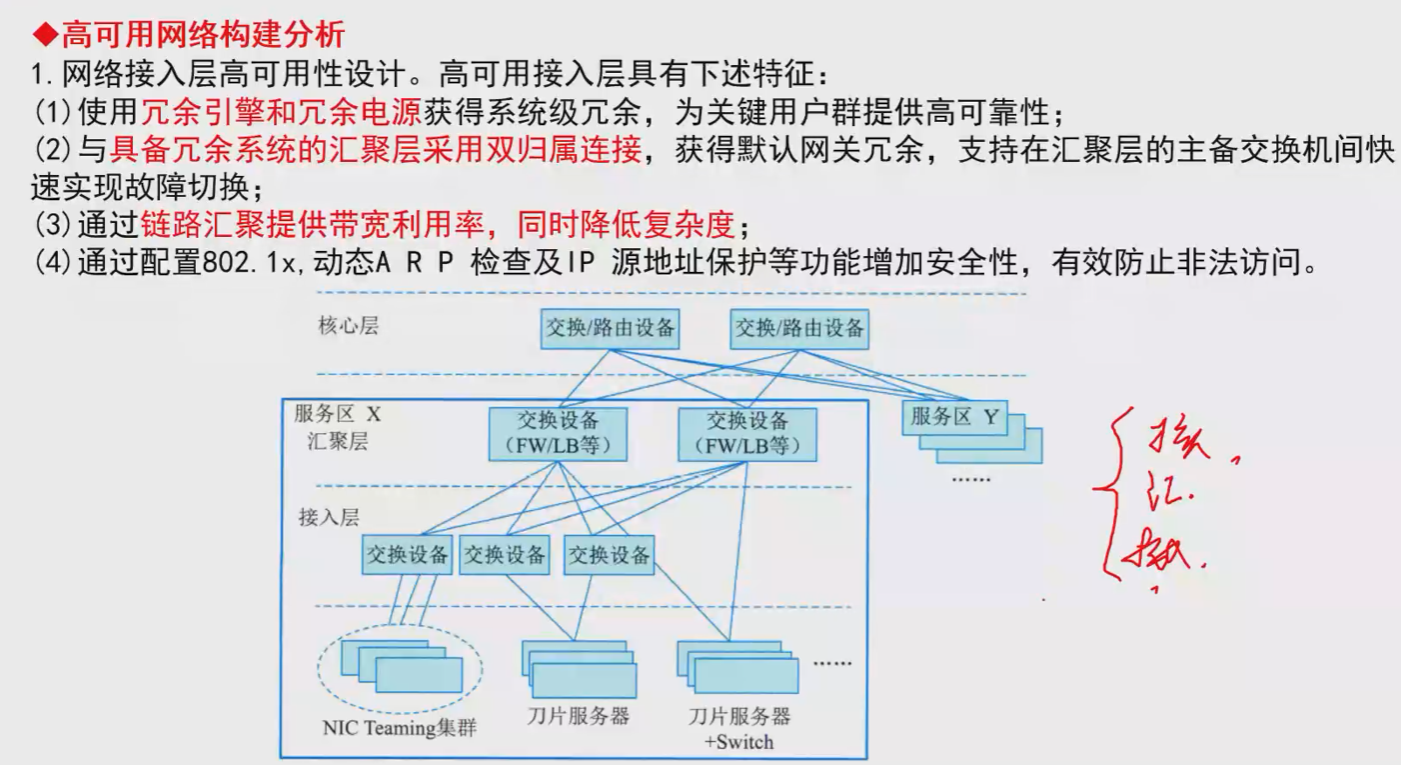 ◆高可用网络构建分析
1.网络接入层高可用性设计。高可用接入层具有下述特征：
(1)使用冗余引擎和冗余电源获得系统级冗余，为关键用户群提供高可靠性；
(2)与具备冗余系统的汇聚层采用双归属连接，获得默认网关冗余，支持在汇聚层的主备交换机间快
速实现故障切换；
(3)通过链路汇聚提供带宽利用率，同时降低复杂度；
(4)通过配置802.1x,动态A R P 检查及IP 源地址保护等功能增加安全性，有效防止非法访问。
核心层
交换/路由设备
交换/路由设备
服务区 X
汇聚层
交换设备
（FW/LB等）
交换设备
（FW/LB等）
服务区 Y
……
接入层
交换设备
交换设备
交换设备
……
NIC Teaming集群
刀片服务器
刀片服务器
+Switch
汇.